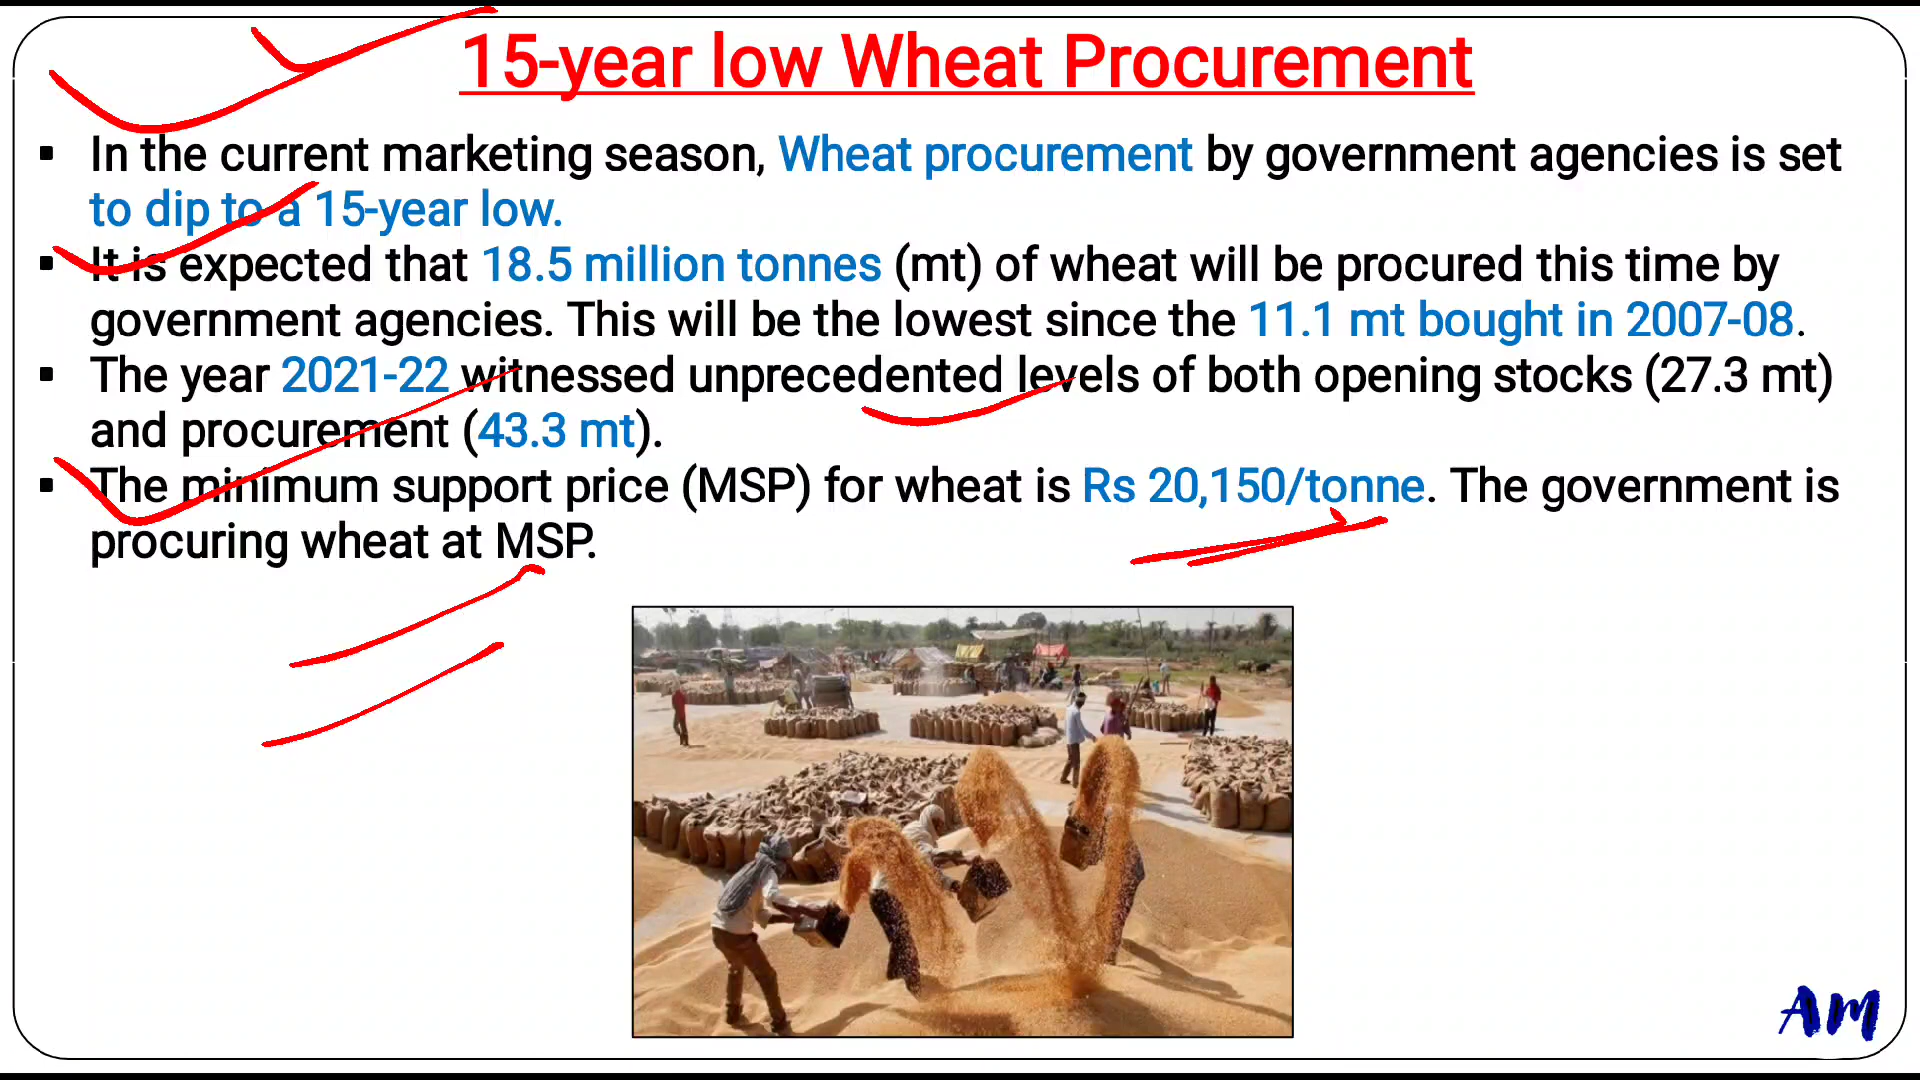 15-year low Wheat Procurement
▪ In the current marketing season, Wheat procurement by government agencies is set
to dip to a 15-year low.
▪ It is expected that 18.5 million tonnes (mt) of wheat will be procured this time by
government agencies. This will be the lowest since the 11.1 mt bought in 2007-08.
▪ The year 2021-22 witnessed unprecedented levels of both opening stocks (27.3 mt)
and procurement (43.3 mt).
▪ The minimum support price (MSP) for wheat is Rs 20,150/tonne. The government is
procuring wheat at MSP.
AM